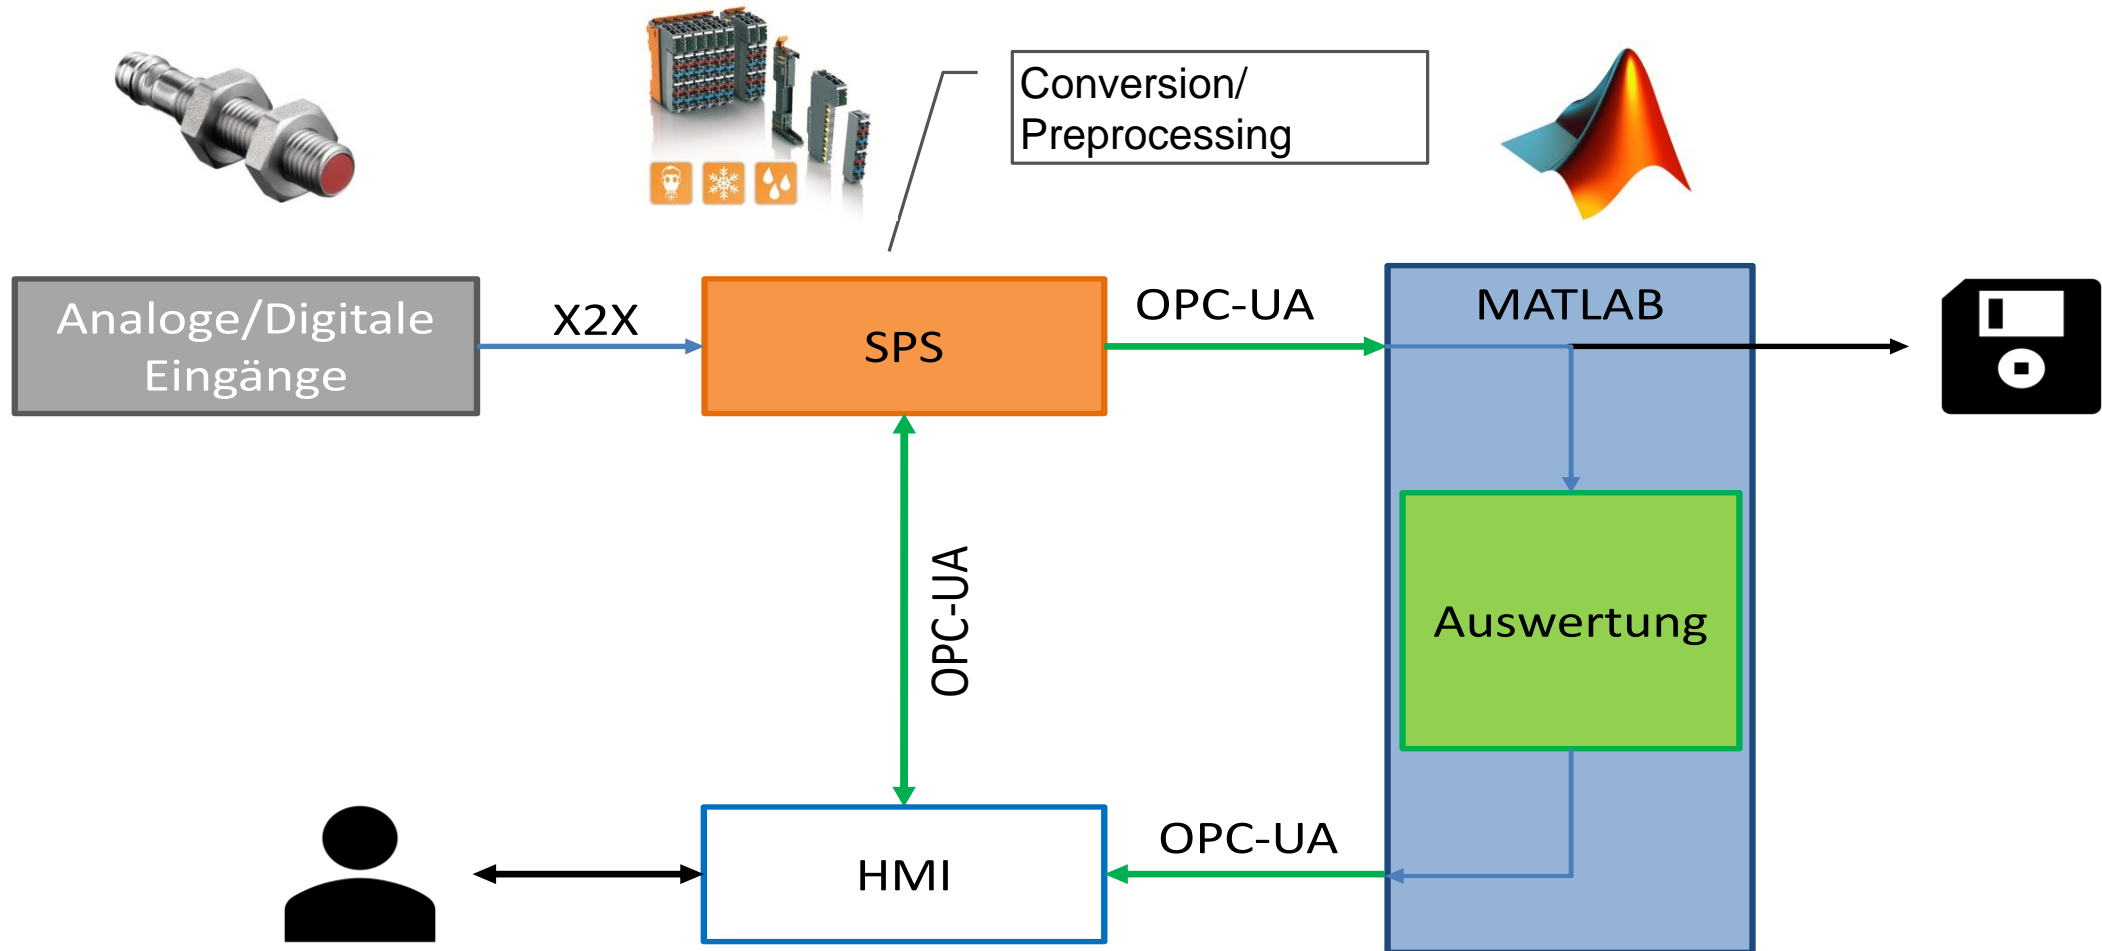 Conversion/
Preprocessing
Analoge/Digitale
Eingänge
X2X
SPS
OPC-UA
MATLAB
OPC-UA
Auswertung
HMI
OPC-UA